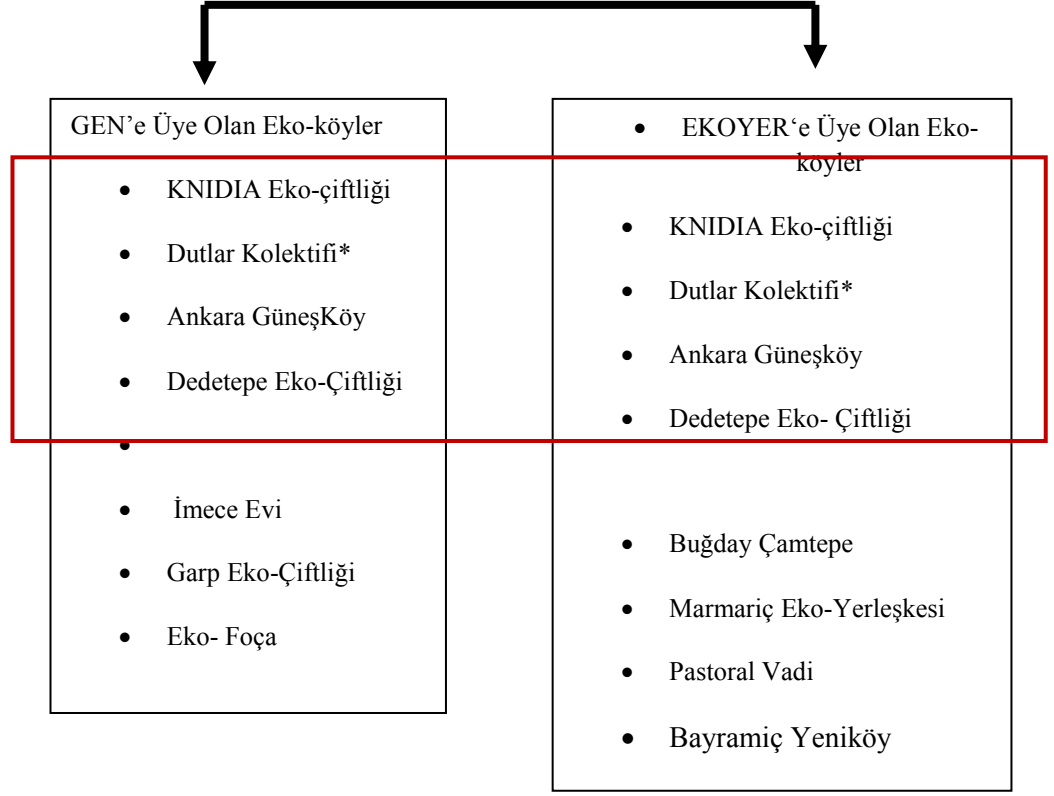 GEN’e Üye Olan Eko-köyler
• KNIDIA Eko-çiftliği
• Dutlar Kolektifi*
• Ankara GüneşKöy
• Dedetepe Eko-Çiftliği
•
• İmece Evi
• Garp Eko-Çiftliği
• Eko- Foça
• EKOYER‘e Üye Olan Eko-
köyler
• KNIDIA Eko-çiftliği
• Dutlar Kolektifi*
• Ankara Güneşköy
• Dedetepe Eko- Çiftliği
• Buğday Çamtepe
• Marmariç Eko-Yerleşkesi
• Pastoral Vadi
• Bayramiç Yeniköy